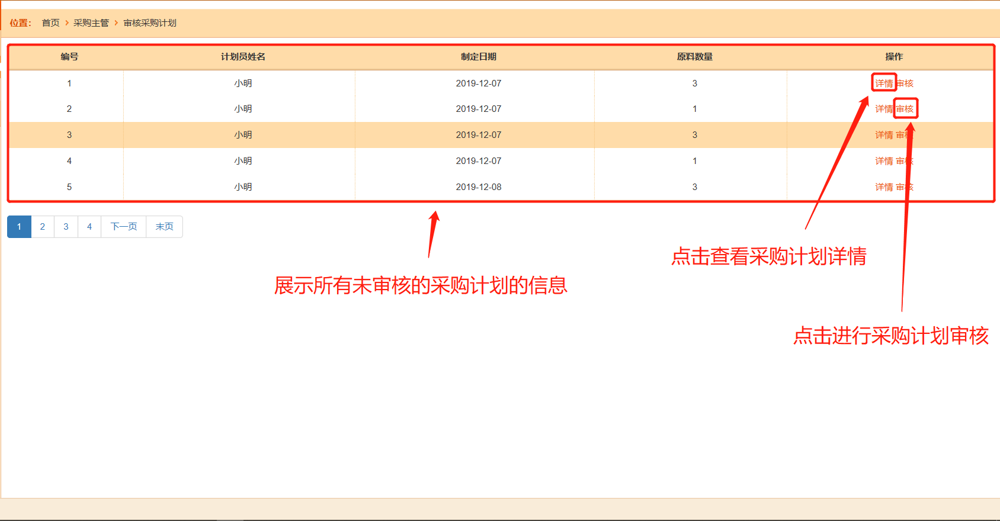 位置： 首页 › 采购主管 › 审核采购计划
编号 计划员姓名 制定日期 原料数量 操作
1 小明 2019-12-07 3 详情 审核
2 小明 2019-12-07 1 详情 审核
3 小明 2019-12-07 3 详情 审核
4 小明 2019-12-07 1 详情 审核
5 小明 2019-12-08 3 详情 审核
1 2 3 4 下一页 末页
点击查看采购计划详情
展示所有未审核的采购计划的信息
点击进行采购计划审核